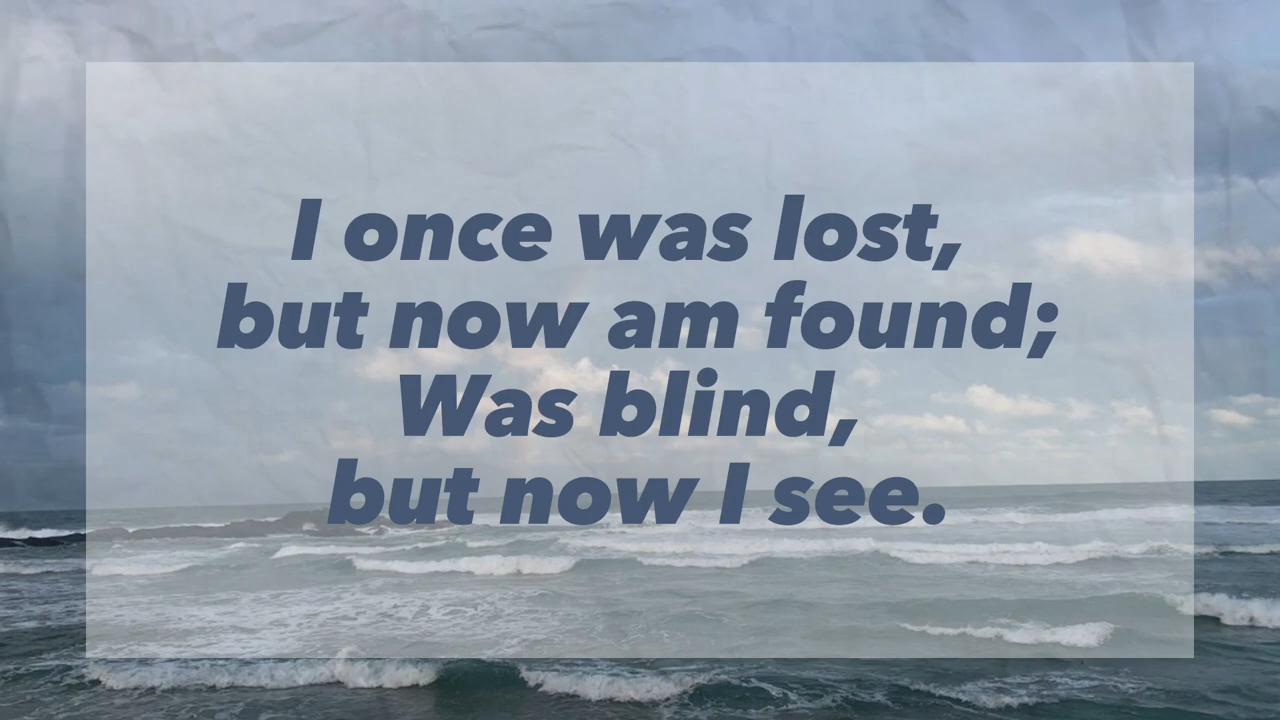 I once was lost,
but now am found;
Was blind,
but now I see.